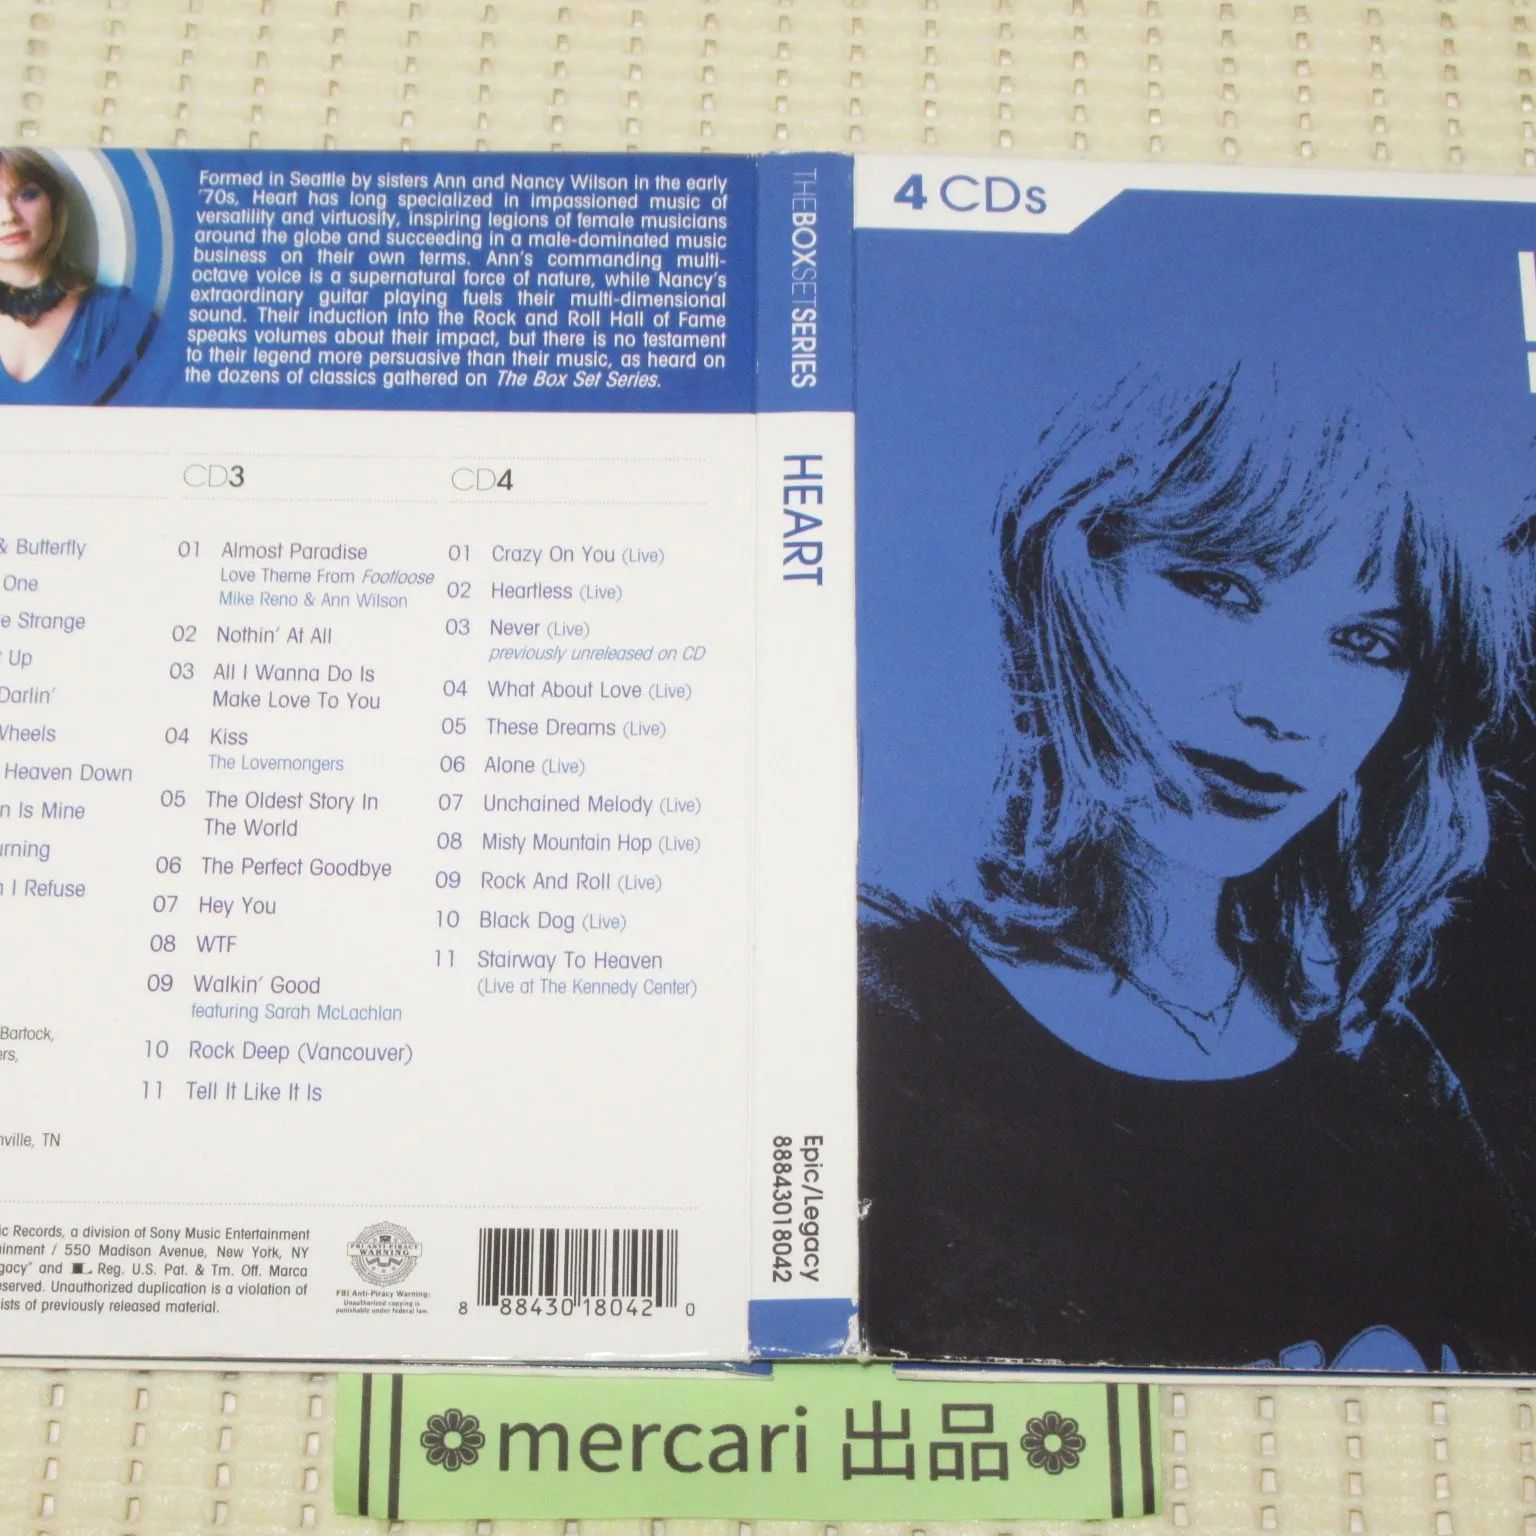 Formed in Seattle by sisters Ann and Nancy Wilson in the early
'70s, Heart has long specialized in impassioned music of
versatility and virtuosity, inspiring legions of female musicians
around the globe and succeeding in a male-dominated music
business on their own terms. Ann's commanding multi-
octave voice is a supernatural force of nature, while Nancy's
extraordinary guitar playing fuels their multi-dimensional
sound. Their induction into the Rock and Roll Hall of Fame
speaks volumes about their impact, but there is no testament
to their legend more persuasive than their music, as heard on
the dozens of classics gathered on The Box Set Series.
& Butterfly
One
Strange
Up
Darlin'
Heaven Down
Is Mine
I Refuse
Bartock,
TN
CD3
01 Almost Paradise
Love Theme From Footloose
Mike Reno & Ann Wilson
02 Nothin' At All
03 All I Wanna Do Is
Make Love To You
04 Kiss
The Lovemongers
05 The Oldest Story In
The World
06 The Perfect Goodbye
07 Hey You
08 WTF
09 Walkin' Good
featuring Sarah McLachlan
10 Rock Deep (Vancouver)
11 Tell It Like It Is
CD4
01 Crazy On You (Live)
02 Heartless (Live)
03 Never (Live)
previously unreleased on CD
04 What About Love (Live)
05 These Dreams (Live)
06 Alone (Live)
07 Unchained Melody (Live)
08 Misty Mountain Hop (Live)
09 Rock And Roll (Live)
10 Black Dog (Live)
11 Stairway To Heaven
(Live at The Kennedy Center)
Records, a division of Sony Music Entertainment
/ 550 Madison Avenue, New York, NY
and Reg. U.S. Pat. & Tm. Off. Marca
Unauthorized duplication is a violation of
of previously released material.
FBI ANTI-PIRACY
WARNING
FBI Anti-Piracy Warning:
Unauthorized copying is
punishable under federal law.
8 88430 18042 0
THEBOXSETSERIES
HEART
Epic/Legacy
88843018042
4 CDs
mercari 出品